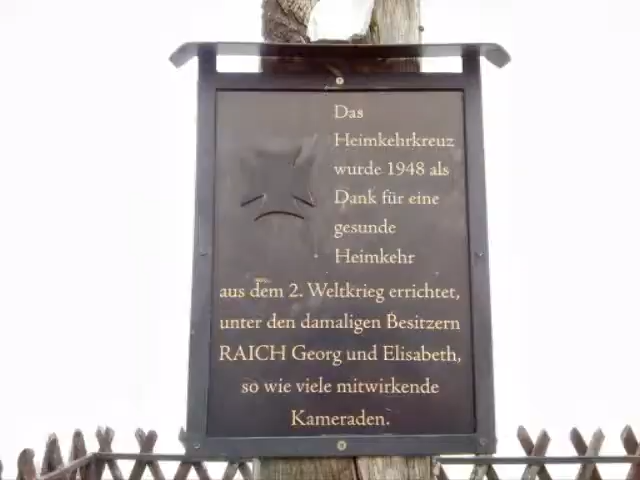 Das
Heimkehrkreuz
wurde 1948 als
Dank für eine
gesunde
Heimkehr
aus dem 2. Weltkrieg errichtet,
unter den damaligen Besitzern
RAICH Georg und Elisabeth,
so wie viele mitwirkende
Kameraden.